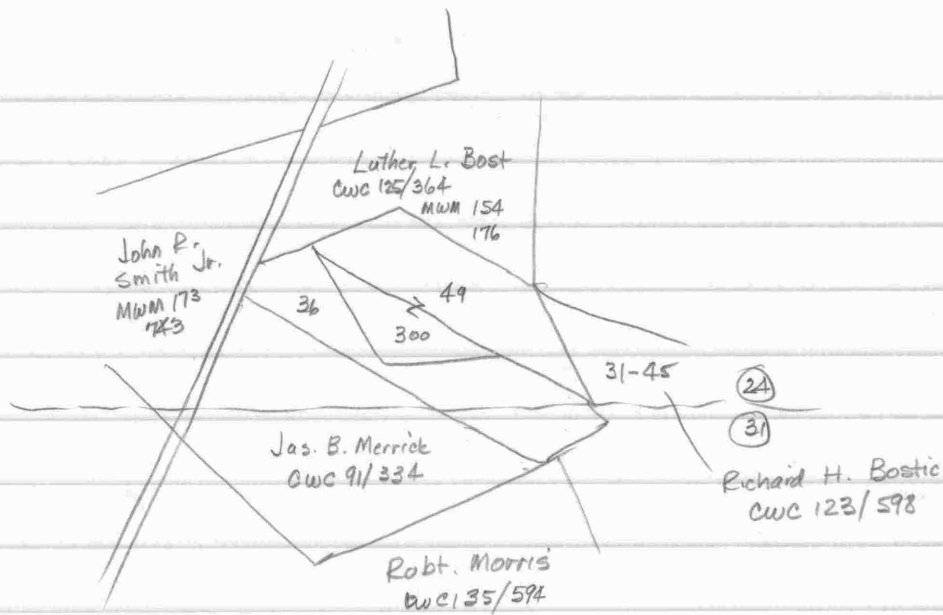 Luther L. Bost
CWC 125/364
MWM 154
176
John R.
Smith Jr.
MWM 173
36
49
300
31-45
24
31
Jas. B. Merrick
CWC 91/334
Richard H. Bostic
CWC 123/598
Robt. Morris
CWC 135/594